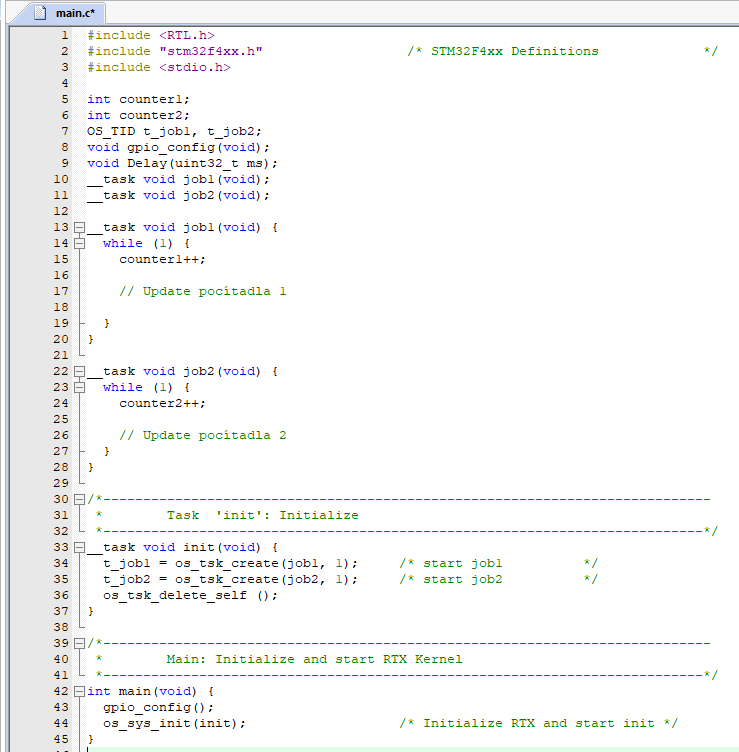 main.c*
1 #include <RTL.h>
2 #include "stm32f4xx.h" /* STM32F4xx Definitions */
3 #include <stdio.h>
4
5 int counter1;
6 int counter2;
7 OS_TID t_job1, t_job2;
8 void gpio_config(void);
9 void Delay(uint32_t ms);
10 __task void job1(void);
11 __task void job2(void);
12
13 __task void job1(void) {
14 while (1) {
15 counter1++;
16
17 // Update pocítadla 1
18
19 }
20 }
21
22 __task void job2(void) {
23 while (1) {
24 counter2++;
25
26 // Update pocítadla 2
27 }
28 }
29
30 /*----------------------------------------------------------------------------
31 * Task 'init': Initialize
32 *---------------------------------------------------------------------------*/
33 __task void init(void) {
34 t_job1 = os_tsk_create(job1, 1); /* start job1 */
35 t_job2 = os_tsk_create(job2, 1); /* start job2 */
36 os_tsk_delete_self ();
37 }
38
39 /*----------------------------------------------------------------------------
40 * Main: Initialize and start RTX Kernel
41 *---------------------------------------------------------------------------*/
42 int main(void) {
43 gpio_config();
44 os_sys_init(init); /* Initialize RTX and start init */
45 }